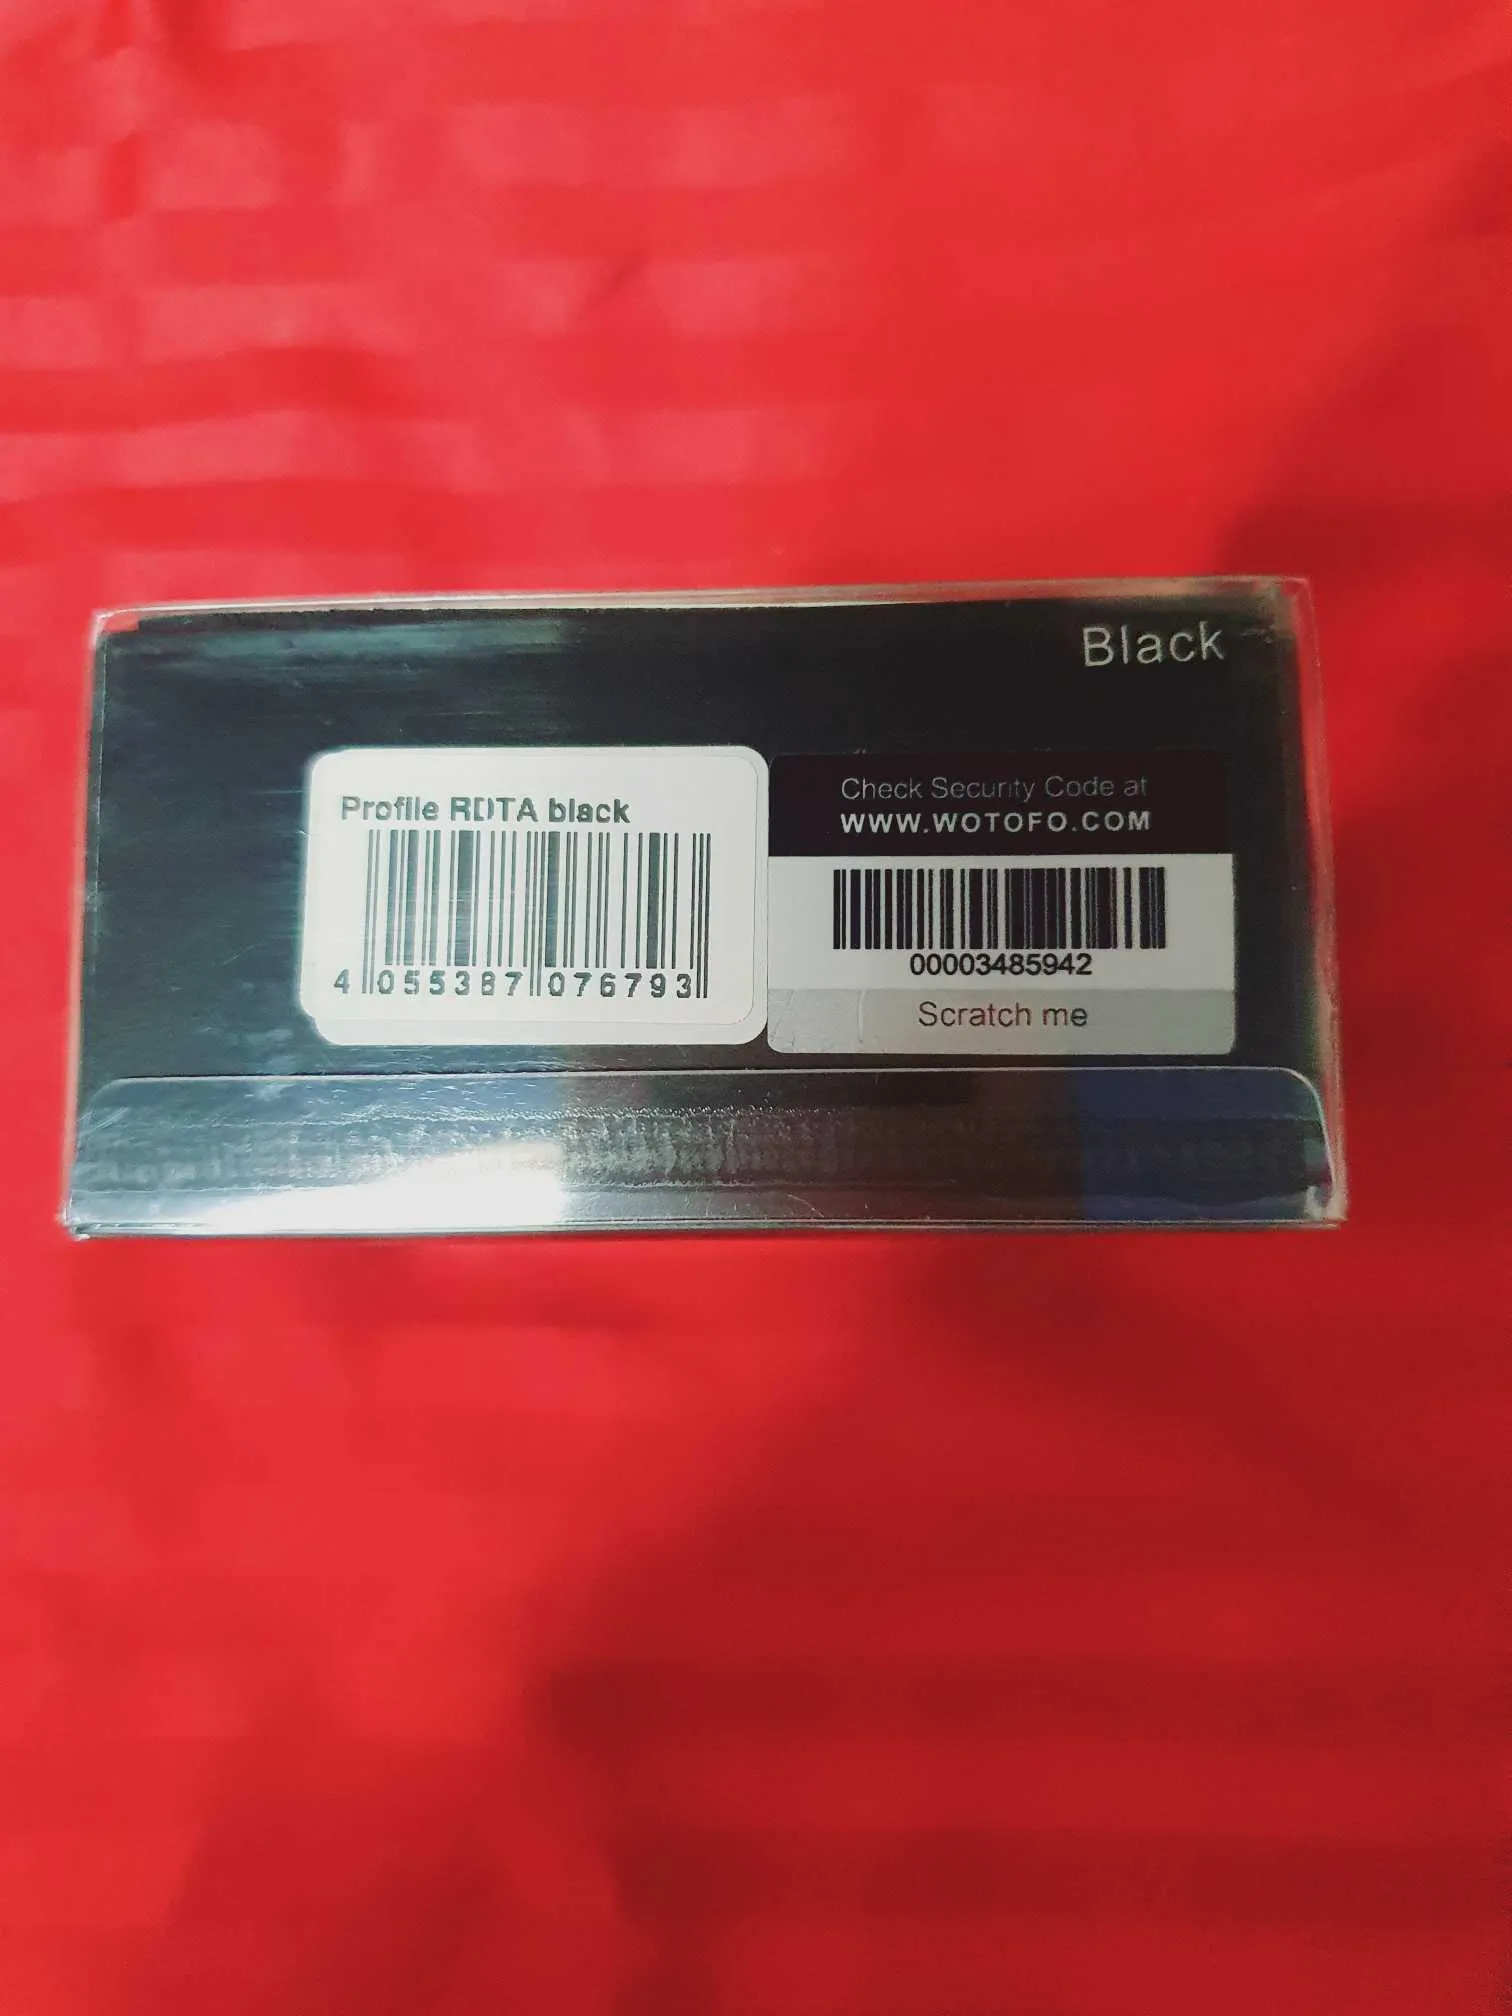 Black
Profile RDTA black
4 055387 076793
Check Security Code at
WWW.WOTOFO.COM
00003485942
Scratch me